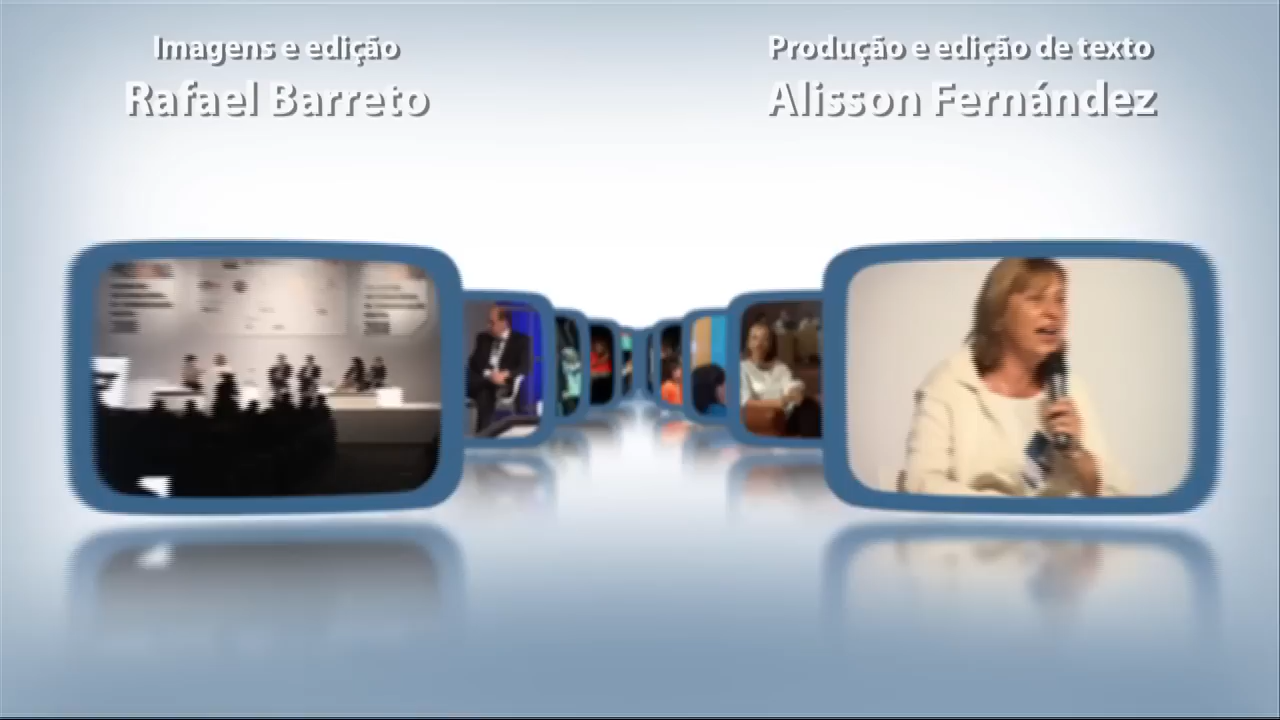 Imagens e edição
Rafael Barreto
Produção e edição de texto
Alisson Fernández